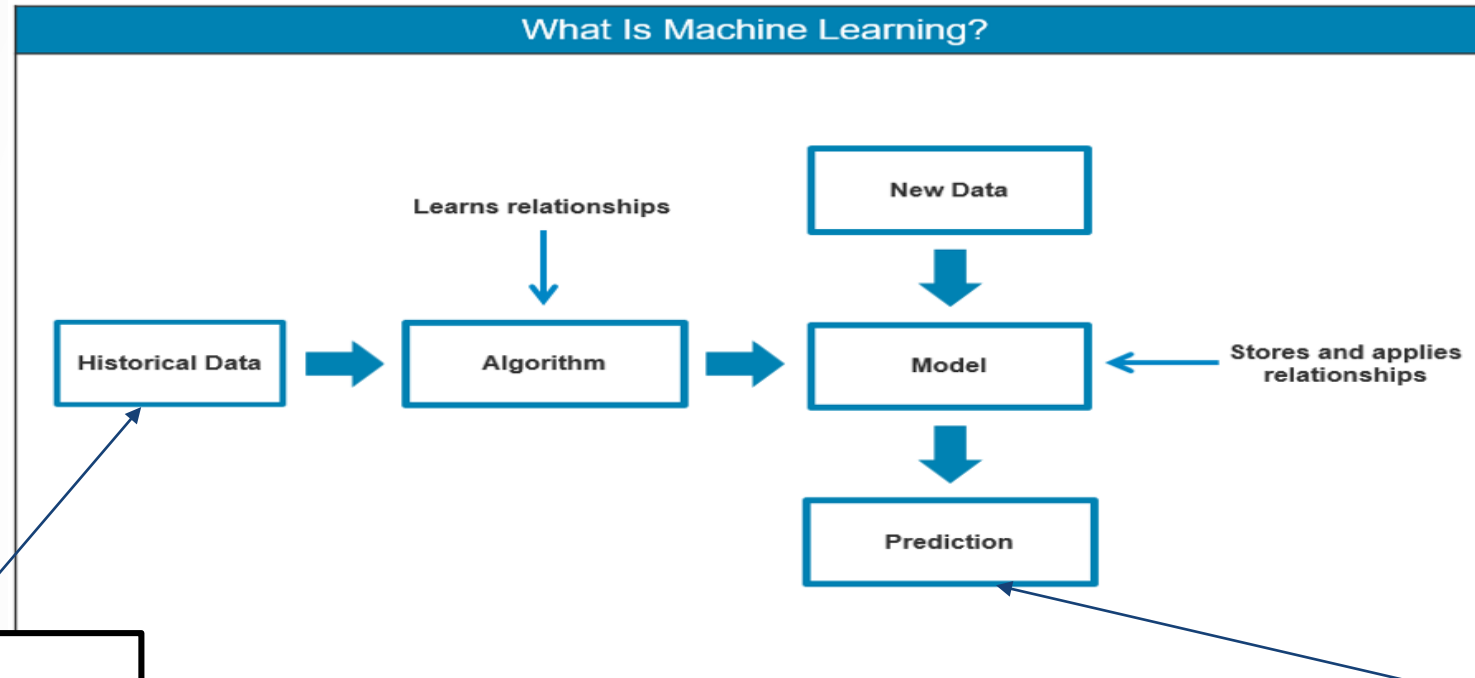 What Is Machine Learning?
New Data
Learns relationships
Historical Data
Algorithm
Model
Stores and applies
relationships
Prediction